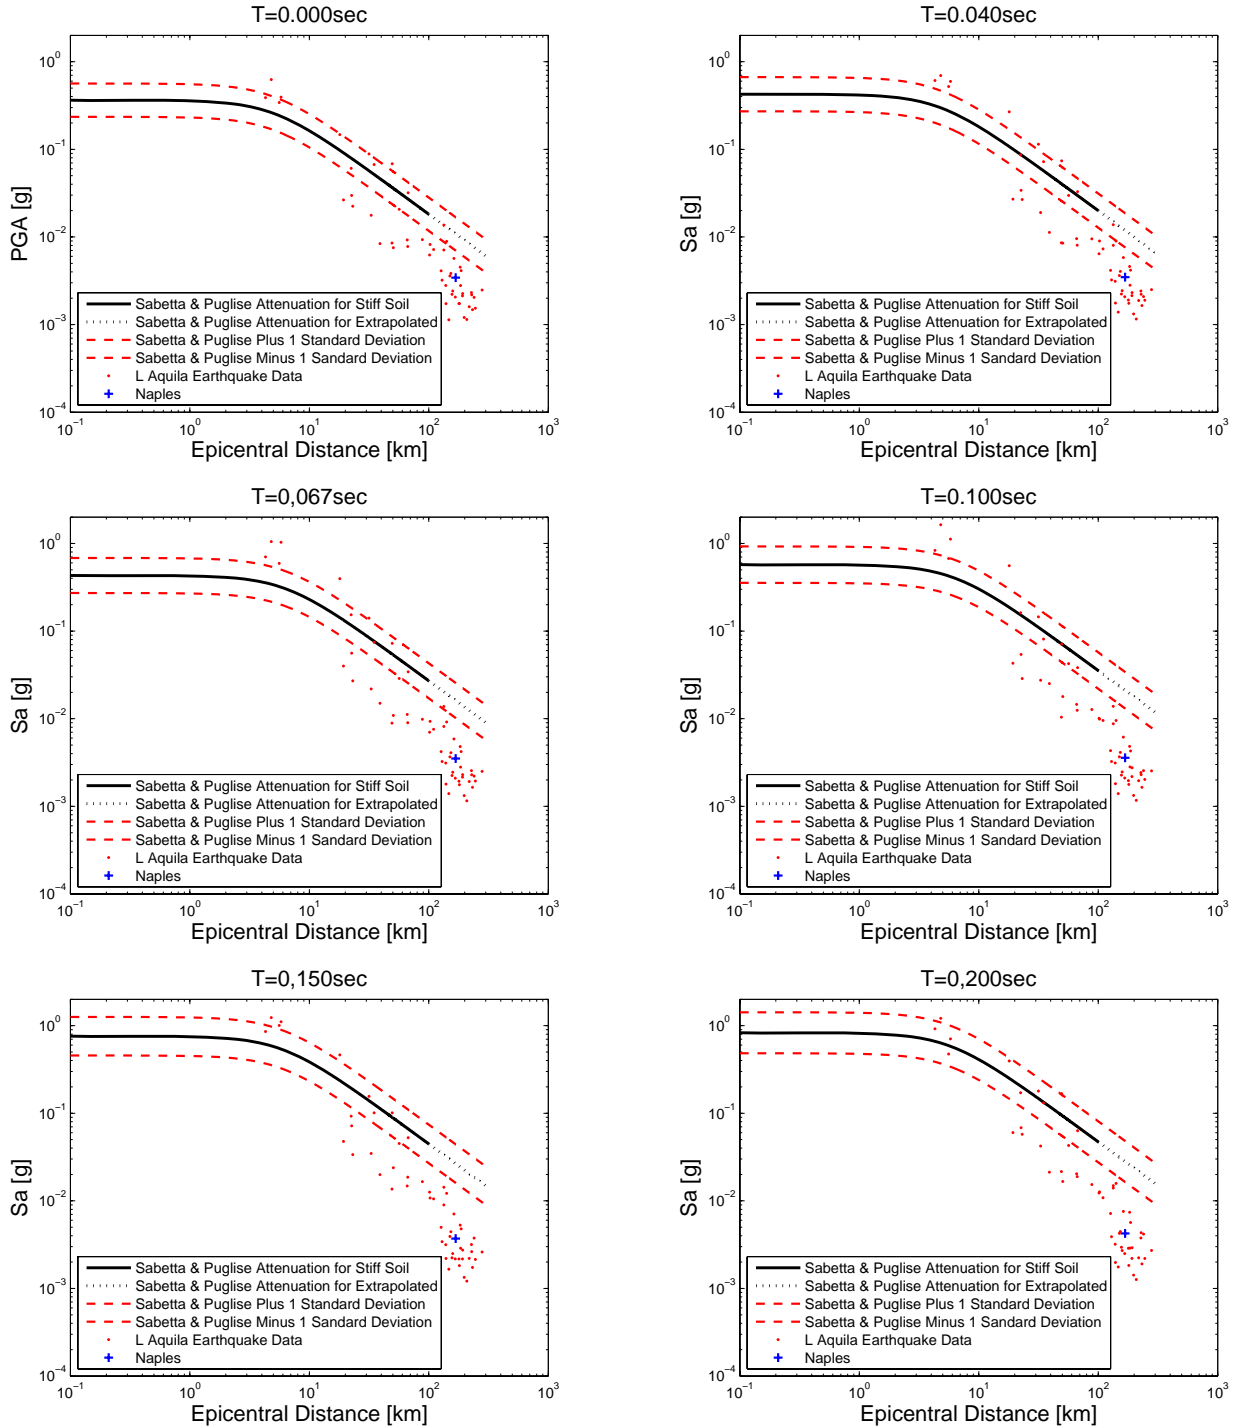 T=0.000sec
10^0
10^−1
10^−2
10^−3
10^−4
PGA [g]
Sabetta & Puglise Attenuation for Stiff Soil
Sabetta & Puglise Attenuation for Extrapolated
Sabetta & Puglise Plus 1 Standard Deviation
Sabetta & Puglise Minus 1 Sandard Deviation
L Aquila Earthquake Data
Naples
10^−1 10^0 10^1 10^2 10^3
Epicentral Distance [km]
T=0.040sec
10^0
10^−1
10^−2
10^−3
10^−4
Sa [g]
Sabetta & Puglise Attenuation for Stiff Soil
Sabetta & Puglise Attenuation for Extrapolated
Sabetta & Puglise Plus 1 Standard Deviation
Sabetta & Puglise Minus 1 Sandard Deviation
L Aquila Earthquake Data
Naples
10^−1 10^0 10^1 10^2 10^3
Epicentral Distance [km]
T=0,067sec
10^0
10^−1
10^−2
10^−3
10^−4
Sa [g]
Sabetta & Puglise Attenuation for Stiff Soil
Sabetta & Puglise Attenuation for Extrapolated
Sabetta & Puglise Plus 1 Standard Deviation
Sabetta & Puglise Minus 1 Sandard Deviation
L Aquila Earthquake Data
Naples
10^−1 10^0 10^1 10^2 10^3
Epicentral Distance [km]
T=0.100sec
10^0
10^−1
10^−2
10^−3
10^−4
Sa [g]
Sabetta & Puglise Attenuation for Stiff Soil
Sabetta & Puglise Attenuation for Extrapolated
Sabetta & Puglise Plus 1 Standard Deviation
Sabetta & Puglise Minus 1 Sandard Deviation
L Aquila Earthquake Data
Naples
10^−1 10^0 10^1 10^2 10^3
Epicentral Distance [km]
T=0,150sec
10^0
10^−1
10^−2
10^−3
10^−4
Sa [g]
Sabetta & Puglise Attenuation for Stiff Soil
Sabetta & Puglise Attenuation for Extrapolated
Sabetta & Puglise Plus 1 Standard Deviation
Sabetta & Puglise Minus 1 Sandard Deviation
L Aquila Earthquake Data
Naples
10^−1 10^0 10^1 10^2 10^3
Epicentral Distance [km]
T=0,200sec
10^0
10^−1
10^−2
10^−3
10^−4
Sa [g]
Sabetta & Puglise Attenuation for Stiff Soil
Sabetta & Puglise Attenuation for Extrapolated
Sabetta & Puglise Plus 1 Standard Deviation
Sabetta & Puglise Minus 1 Sandard Deviation
L Aquila Earthquake Data
Naples
10^−1 10^0 10^1 10^2 10^3
Epicentral Distance [km]